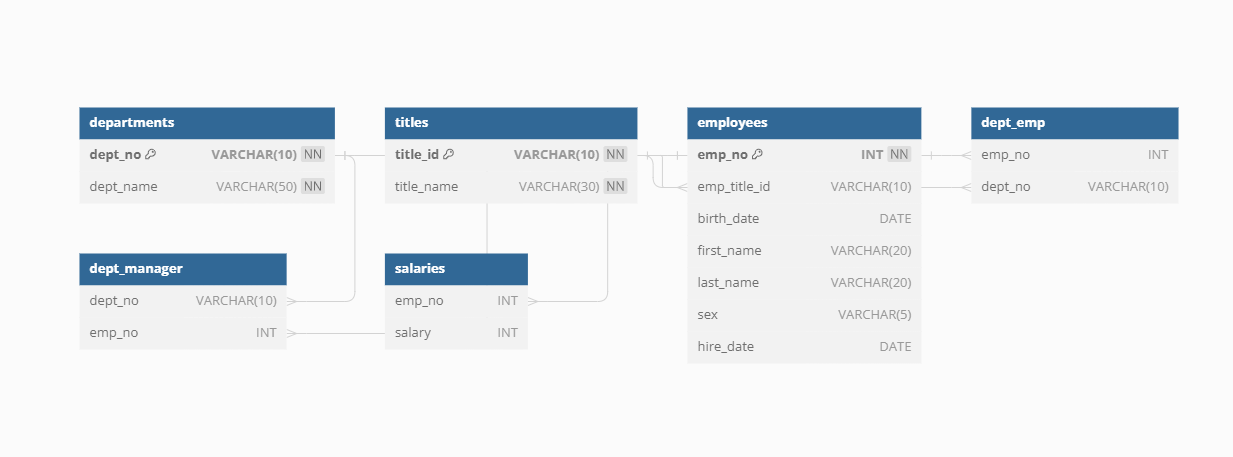 departments
dept_no VARCHAR(10) NN
dept_name VARCHAR(50) NN
titles
title_id VARCHAR(10) NN
title_name VARCHAR(30) NN
employees
emp_no INT NN
emp_title_id VARCHAR(10)
birth_date DATE
first_name VARCHAR(20)
last_name VARCHAR(20)
sex VARCHAR(5)
hire_date DATE
dept_emp
emp_no INT
dept_no VARCHAR(10)
dept_manager
dept_no VARCHAR(10)
emp_no INT
salaries
emp_no INT
salary INT